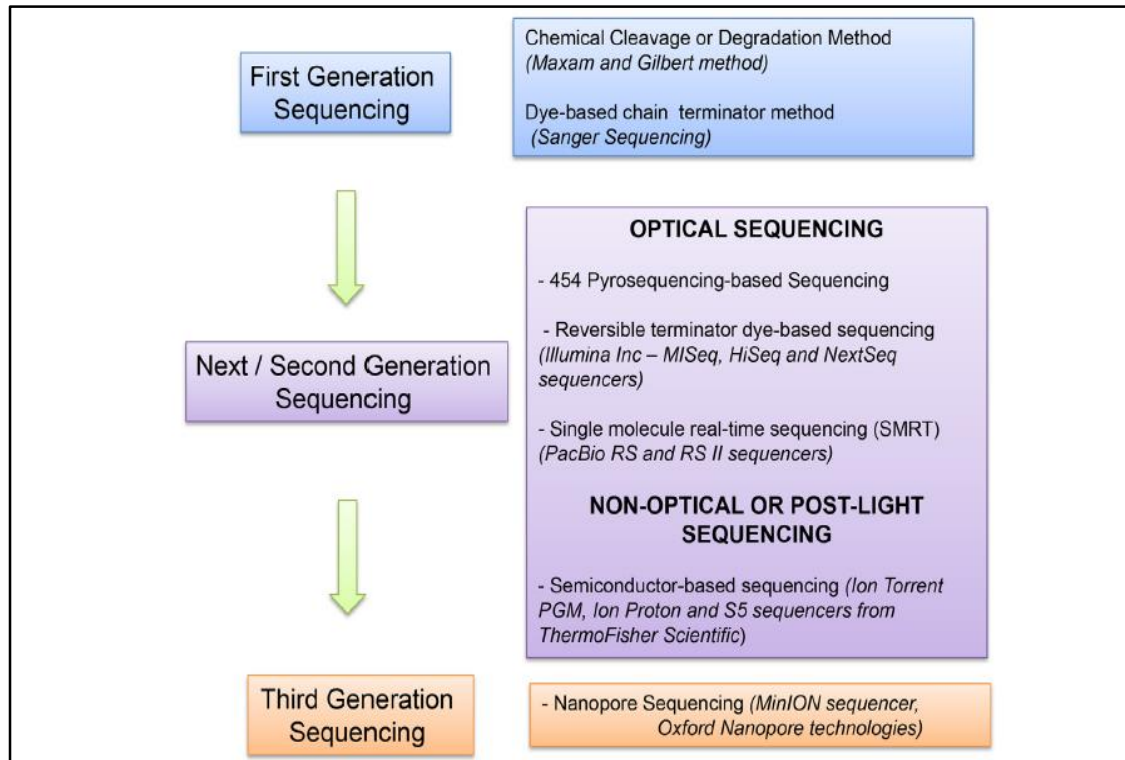 First Generation
Sequencing
Chemical Cleavage or Degradation Method
(Maxam and Gilbert method)
Dye-based chain terminator method
(Sanger Sequencing)
Next / Second Generation
Sequencing
OPTICAL SEQUENCING
- 454 Pyrosequencing-based Sequencing
- Reversible terminator dye-based sequencing
(Illumina Inc – MISeq, HiSeq and NextSeq
sequencers)
- Single molecule real-time sequencing (SMRT)
(PacBio RS and RS II sequencers)
NON-OPTICAL OR POST-LIGHT
SEQUENCING
- Semiconductor-based sequencing (Ion Torrent
PGM, Ion Proton and S5 sequencers from
ThermoFisher Scientific)
Third Generation
Sequencing
- Nanopore Sequencing (MinION sequencer,
Oxford Nanopore technologies)